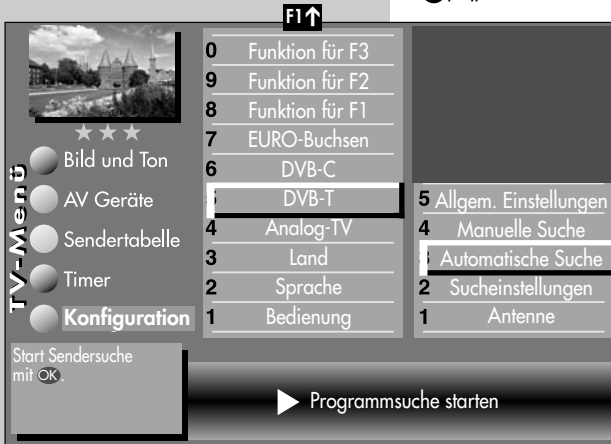 F1↑
0 Funktion für F3
9 Funktion für F2
8 Funktion für F1
7 EURO-Buchsen
6 DVB-C
5 DVB-T
4 Analog-TV
3 Land
2 Sprache
1 Bedienung
TV-Menü
Bild und Ton
AV Geräte
Sendertabelle
Timer
Konfiguration
5 Allgem. Einstellungen
4 Manuelle Suche
3 Automatische Suche
2 Sucheinstellungen
1 Antenne
Start Sendersuche
mit OK.
Programmsuche starten